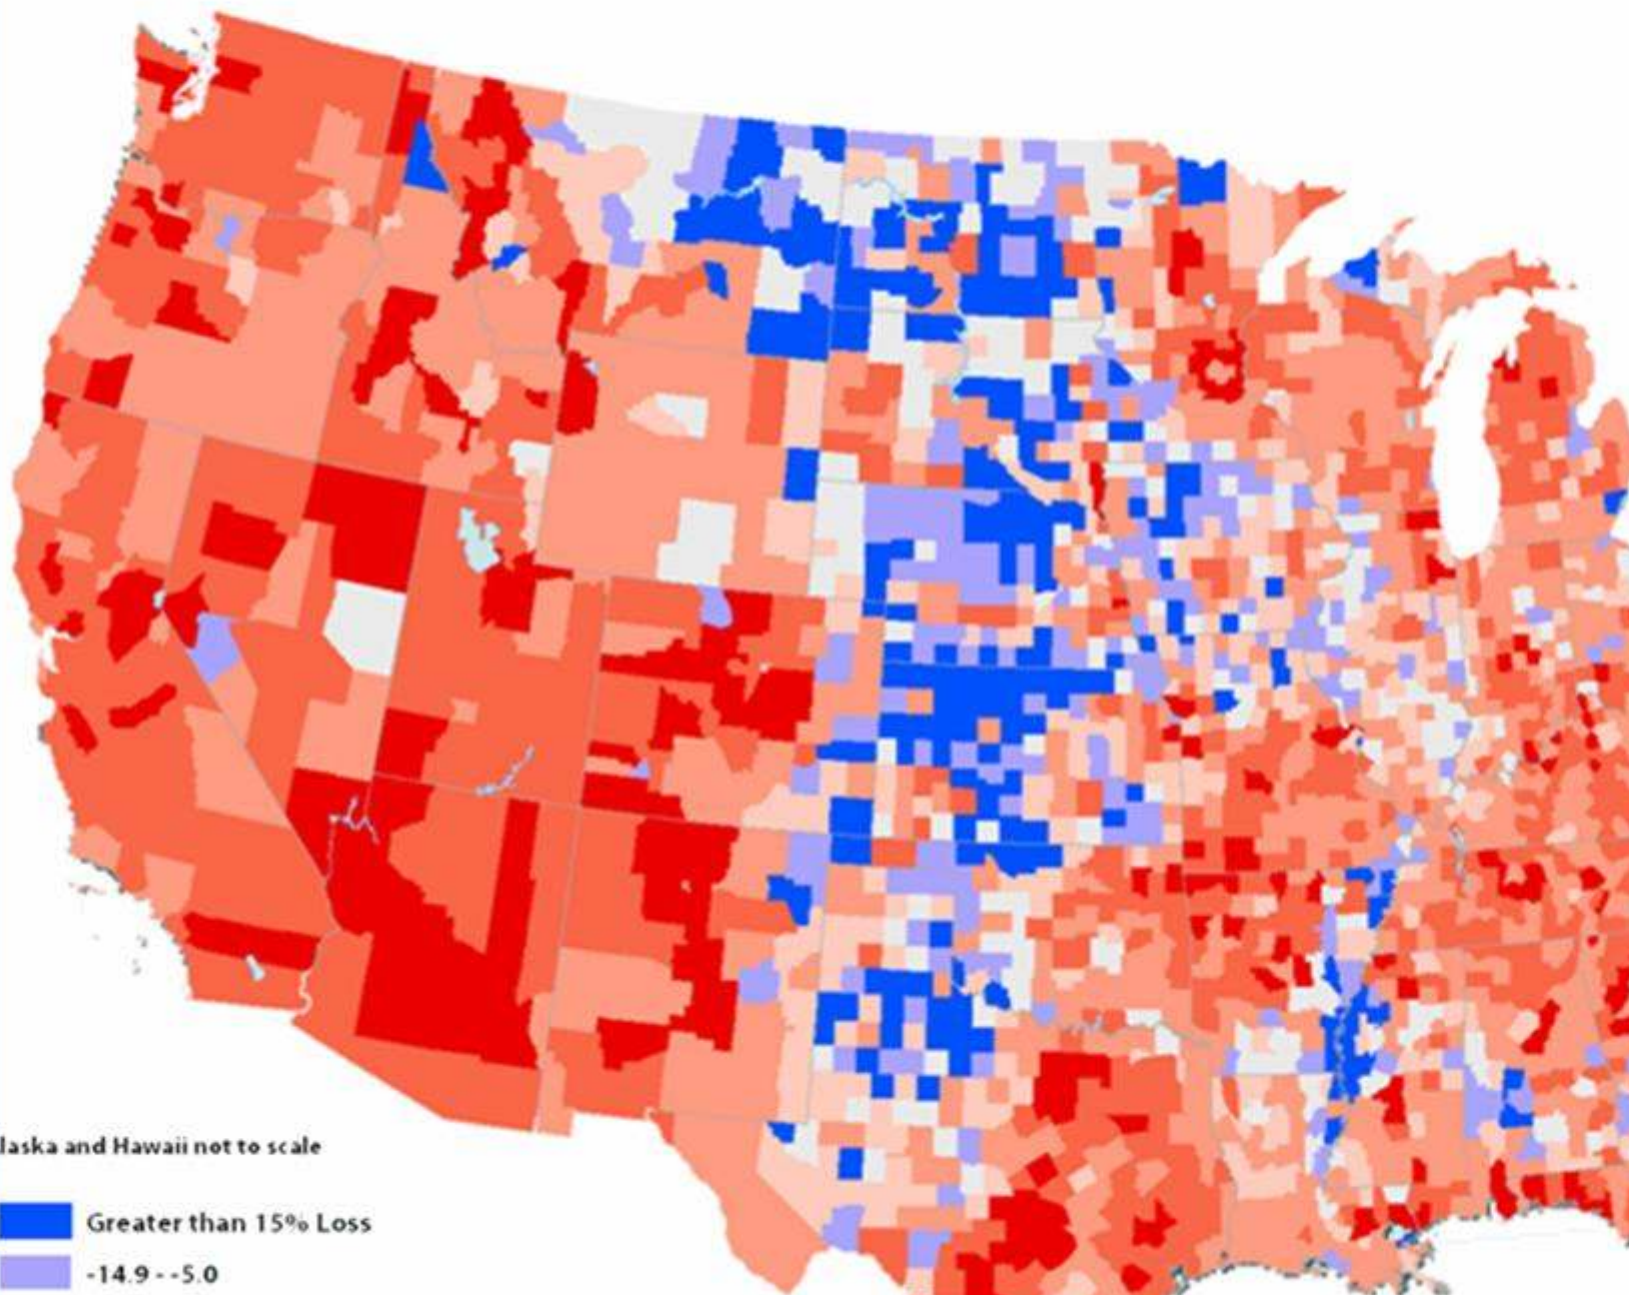 laska and Hawaii not to scale
Greater than 15% Loss
-14.9 - -5.0